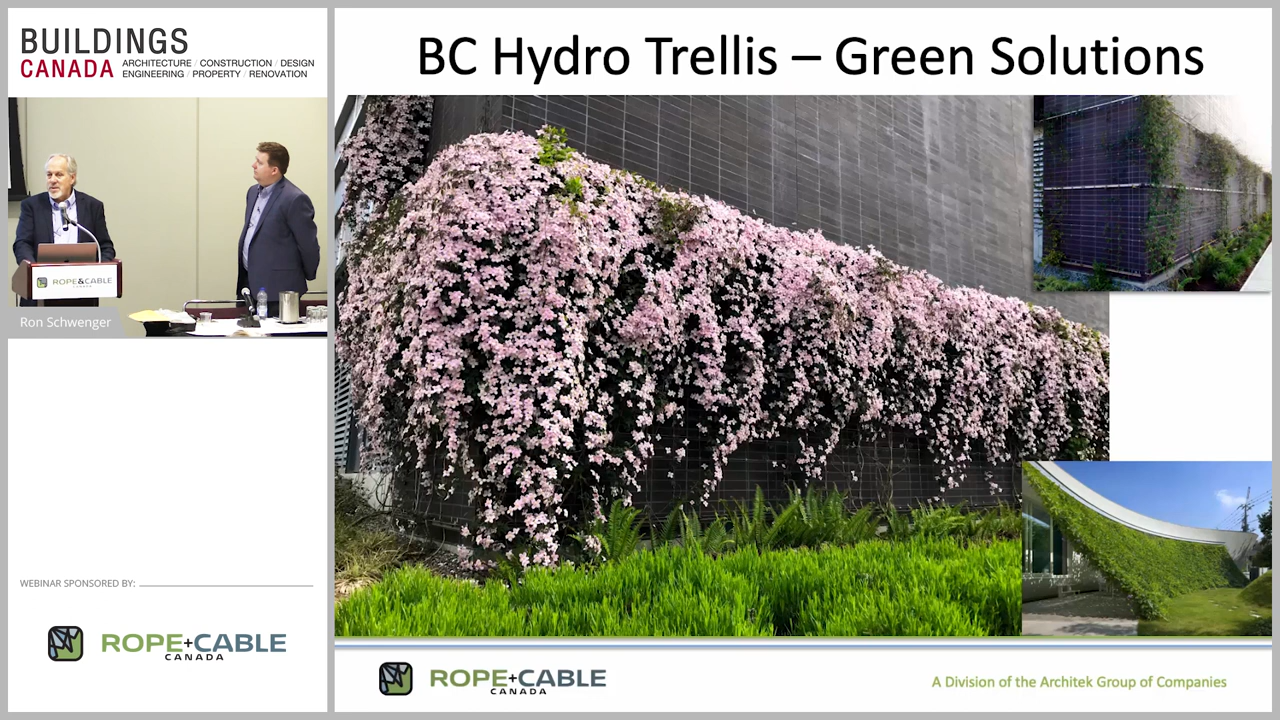 BUILDINGS
CANADA
ARCHITECTURE / CONSTRUCTION / DESIGN
ENGINEERING / PROPERTY / RENOVATION
ROPE&CABLE
CANADA
Ron Schwenger
WEBINAR SPONSORED BY:
ROPE+CABLE
CANADA
BC Hydro Trellis – Green Solutions
ROPE+CABLE
CANADA
A Division of the Architek Group of Companies